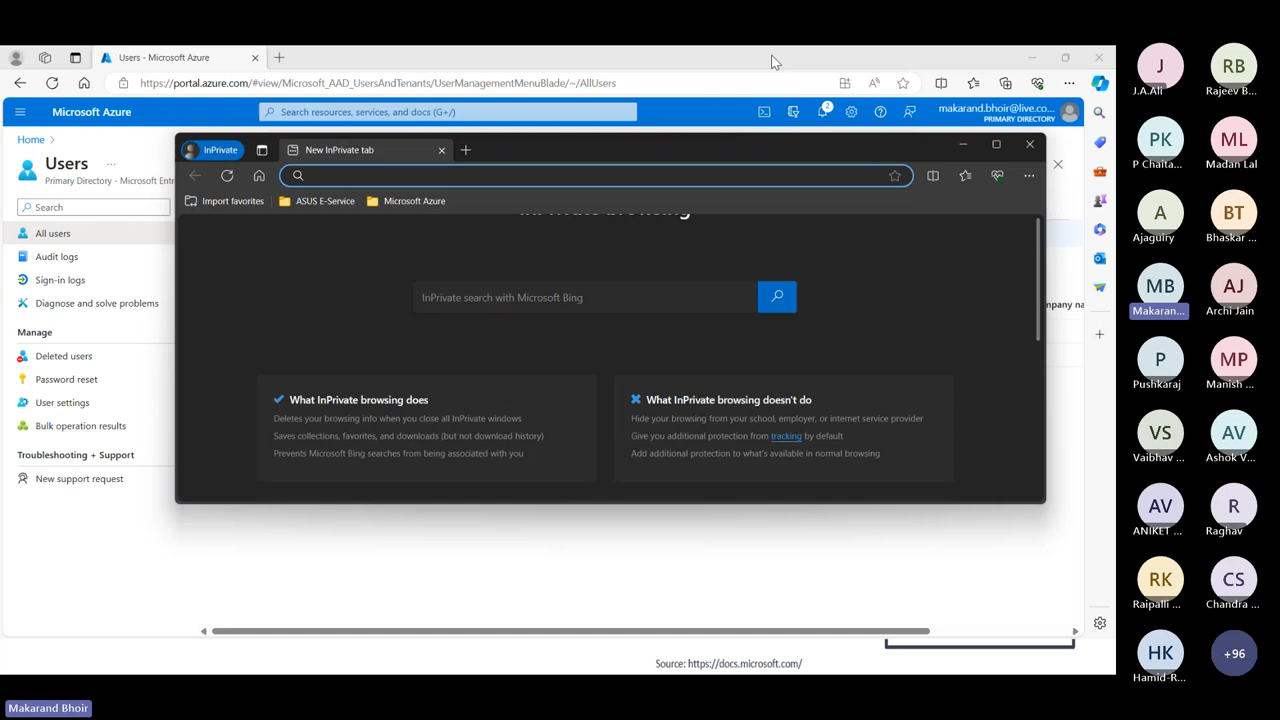 Users - Microsoft Azure
https://portal.azure.com/#view/Microsoft_AAD_UsersAndTenants/UserManagementMenuBlade/~/AllUsers
Microsoft Azure
Search resources, services, and docs (G+/)
2
makarand.bhoir@live.co...
PRIMARY DIRECTORY
Home
Users
...
Primary Directory - Microsoft Entr
Search
All users
Audit logs
Sign-in logs
Diagnose and solve problems
Manage
Deleted users
Password reset
User settings
Bulk operation results
Troubleshooting + Support
New support request
InPrivate
New InPrivate tab
Import favorites
ASUS E-Service
Microsoft Azure
InPrivate browsing
InPrivate search with Microsoft Bing
What InPrivate browsing does
Deletes your browsing info when you close all InPrivate windows
Saves collections, favorites, and downloads (but not download history)
Prevents Microsoft Bing searches from being associated with you
What InPrivate browsing doesn't do
Hide your browsing from your school, employer, or internet service provider
Give you additional protection from tracking by default
Add additional protection to what's available in normal browsing
ompany na
Source: https://docs.microsoft.com/
J
J.A.Ali
RB
Rajeev B...
PK
P Chaita...
ML
Madan Lal
A
Ajaguiry
BT
Bhaskar ...
MB
Makaran...
AJ
Archi Jain
P
Pushkaraj
MP
Manish ...
VS
Vaibhav ...
AV
Ashok V...
AV
ANIKET ...
R
Raghav
RK
Raipalli ...
CS
Chandra ...
HK
Hamid-R...
+96
Makarand Bhoir